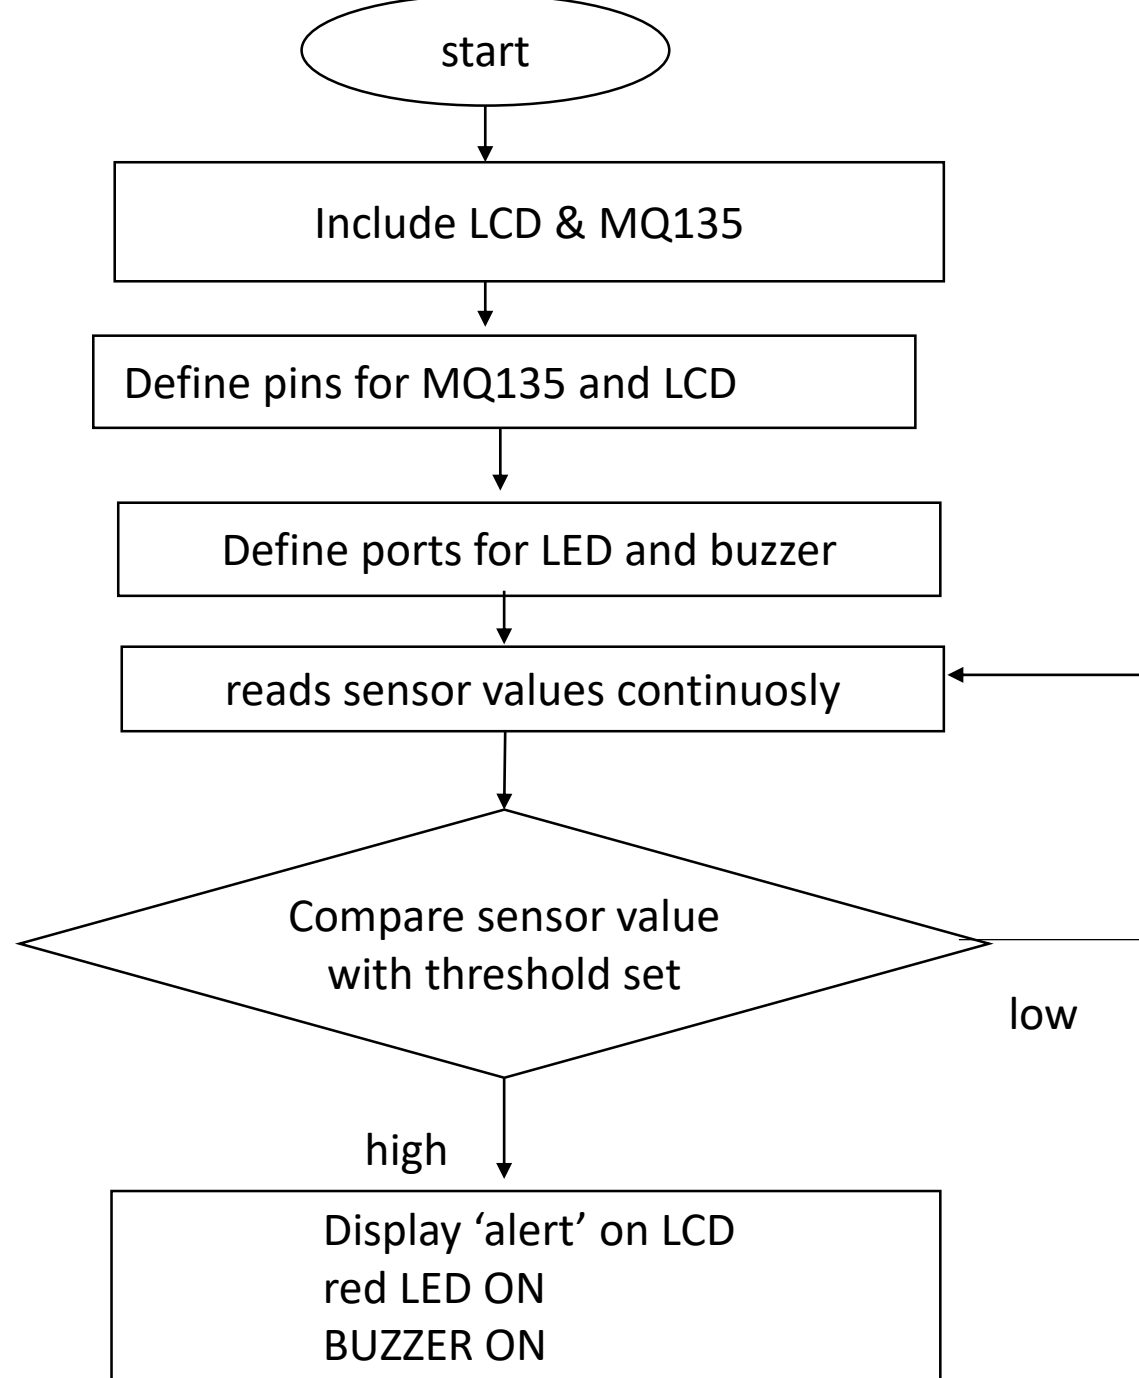 start
Include LCD & MQ135
Define pins for MQ135 and LCD
Define ports for LED and buzzer
reads sensor values continuosly
Compare sensor value
with threshold set
low
high
Display ‘alert’ on LCD
red LED ON
BUZZER ON